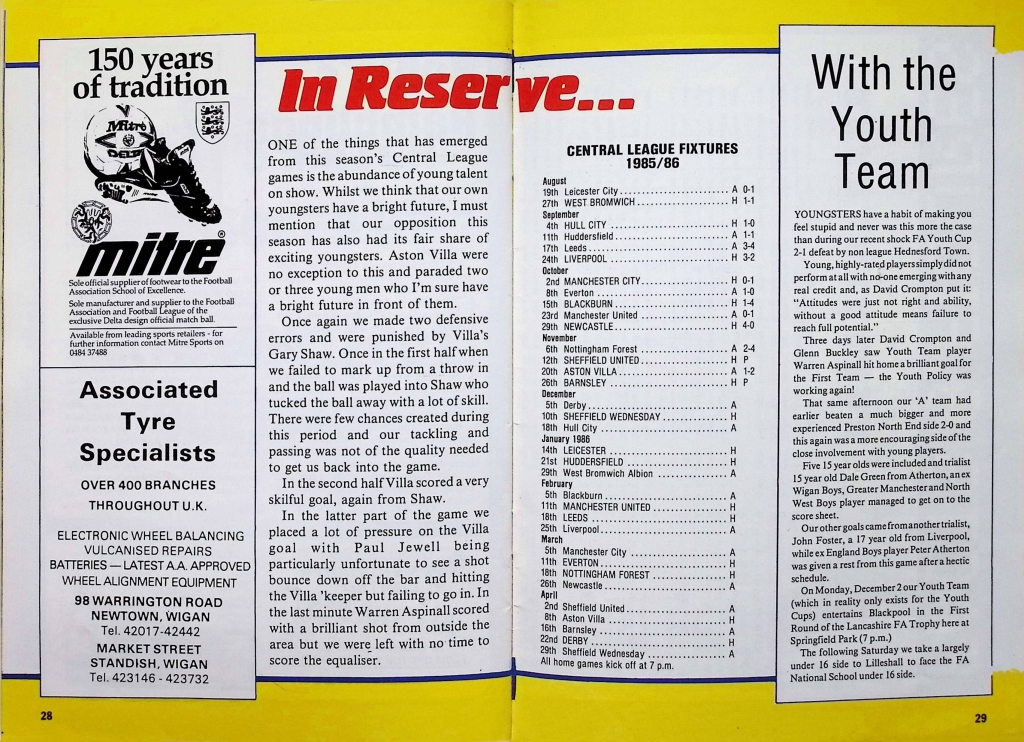 150 years
of tradition
Mitre
DELTA
mitre®
Sole official supplier of footwear to the Football
Association School of Excellence.
Sole manufacturer and supplier to the Football
Association and Football League of the
exclusive Delta design official match ball.
Available from leading sports retailers - for
further information contact Mitre Sports on
0484 37488
Associated
Tyre
Specialists
OVER 400 BRANCHES
THROUGHOUT U.K.
ELECTRONIC WHEEL BALANCING
VULCANISED REPAIRS
BATTERIES — LATEST A.A. APPROVED
WHEEL ALIGNMENT EQUIPMENT
98 WARRINGTON ROAD
NEWTOWN, WIGAN
Tel. 42017-42442
MARKET STREET
STANDISH, WIGAN
Tel. 423146 - 423732
28
In Reserve...
ONE of the things that has emerged
from this season's Central League
games is the abundance of young talent
on show. Whilst we think that our own
youngsters have a bright future, I must
mention that our opposition this
season has also had its fair share of
exciting youngsters. Aston Villa were
no exception to this and paraded two
or three young men who I'm sure have
a bright future in front of them.
Once again we made two defensive
errors and were punished by Villa's
Gary Shaw. Once in the first half when
we failed to mark up from a throw in
and the ball was played into Shaw who
tucked the ball away with a lot of skill.
There were few chances created during
this period and our tackling and
passing was not of the quality needed
to get us back into the game.
In the second half Villa scored a very
skilful goal, again from Shaw.
In the latter part of the game we
placed a lot of pressure on the Villa
goal with Paul Jewell being
particularly unfortunate to see a shot
bounce down off the bar and hitting
the Villa 'keeper but failing to go in. In
the last minute Warren Aspinall scored
with a brilliant shot from outside the
area but we were left with no time to
score the equaliser.
CENTRAL LEAGUE FIXTURES
1985/86
August
19th Leicester City ........ A 0-1
27th WEST BROMWICH ........ H 1-1
September
4th HULL CITY ........ H 1-0
11th Huddersfield ........ A 1-1
17th Leeds ........ A 3-4
24th LIVERPOOL ........ H 3-2
October
2nd MANCHESTER CITY ........ H 0-1
8th Everton ........ A 1-0
15th BLACKBURN ........ H 1-4
23rd Manchester United ........ A 0-1
29th NEWCASTLE ........ H 4-0
November
6th Nottingham Forest ........ A 2-4
12th SHEFFIELD UNITED ........ H P
20th ASTON VILLA ........ A 1-2
26th BARNSLEY ........ H P
December
5th Derby ........ A
10th SHEFFIELD WEDNESDAY ........ H
18th Hull City ........ A
January 1986
14th LEICESTER ........ H
21st HUDDERSFIELD ........ H
29th West Bromwich Albion ........ A
February
5th Blackburn ........ A
11th MANCHESTER UNITED ........ H
18th LEEDS ........ H
25th Liverpool ........ A
March
5th Manchester City ........ A
11th EVERTON ........ H
18th NOTTINGHAM FOREST ........ H
26th Newcastle ........ A
April
2nd Sheffield United ........ A
8th Aston Villa ........ H
16th Barnsley ........ A
22nd DERBY ........ H
29th Sheffield Wednesday ........ A
All home games kick off at 7 p.m.
With the
Youth
Team
YOUNGSTERS have a habit of making you
feel stupid and never was this more the case
than during our recent shock FA Youth Cup
2-1 defeat by non league Hednesford Town.
Young, highly-rated players simply did not
perform at all with no-one emerging with any
real credit and, as David Crompton put it:
"Attitudes were just not right and ability,
without a good attitude means failure to
reach full potential."
Three days later David Crompton and
Glenn Buckley saw Youth Team player
Warren Aspinall hit home a brilliant goal for
the First Team — the Youth Policy was
working again!
That same afternoon our 'A' team had
earlier beaten a much bigger and more
experienced Preston North End side 2-0 and
this again was a more encouraging side of the
close involvement with young players.
Five 15 year olds were included and trialist
15 year old Dale Green from Atherton, an ex
Wigan Boys, Greater Manchester and North
West Boys player managed to get on to the
score sheet.
Our other goals came from another trialist,
John Foster, a 17 year old from Liverpool,
while ex England Boys player Peter Atherton
was given a rest from this game after a hectic
schedule.
On Monday, December 2 our Youth Team
(which in reality only exists for the Youth
Cups) entertains Blackpool in the First
Round of the Lancashire FA Trophy here at
Springfield Park (7 p.m.)
The following Saturday we take a largely
under 16 side to Lilleshall to face the FA
National School under 16 side.
29